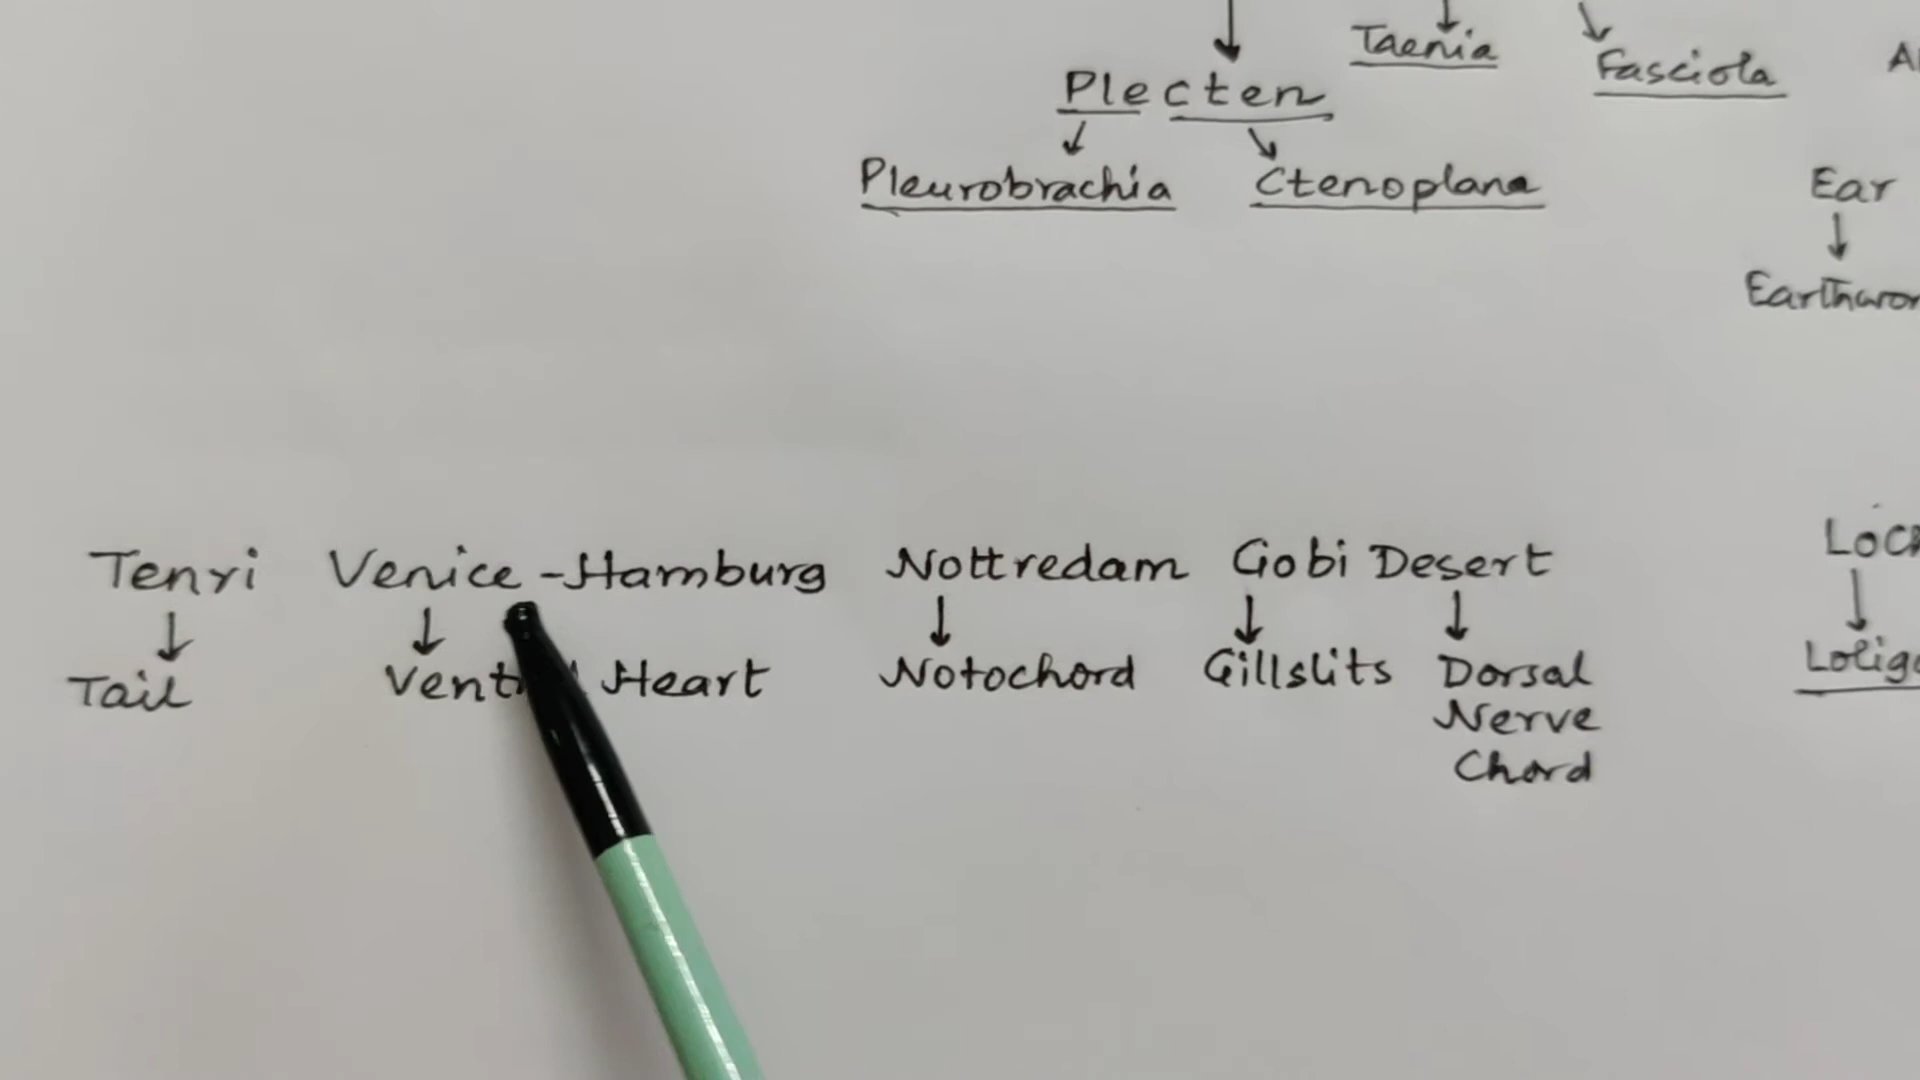 Taenia
Fasciola
Plecten
Pleurobrachia Ctenoplana
Ear
Tenri Venice-Hamburg Nottredam Gobi Desert
Tail Heart Notochord Gillslits Dorsal
Nerve
Chord